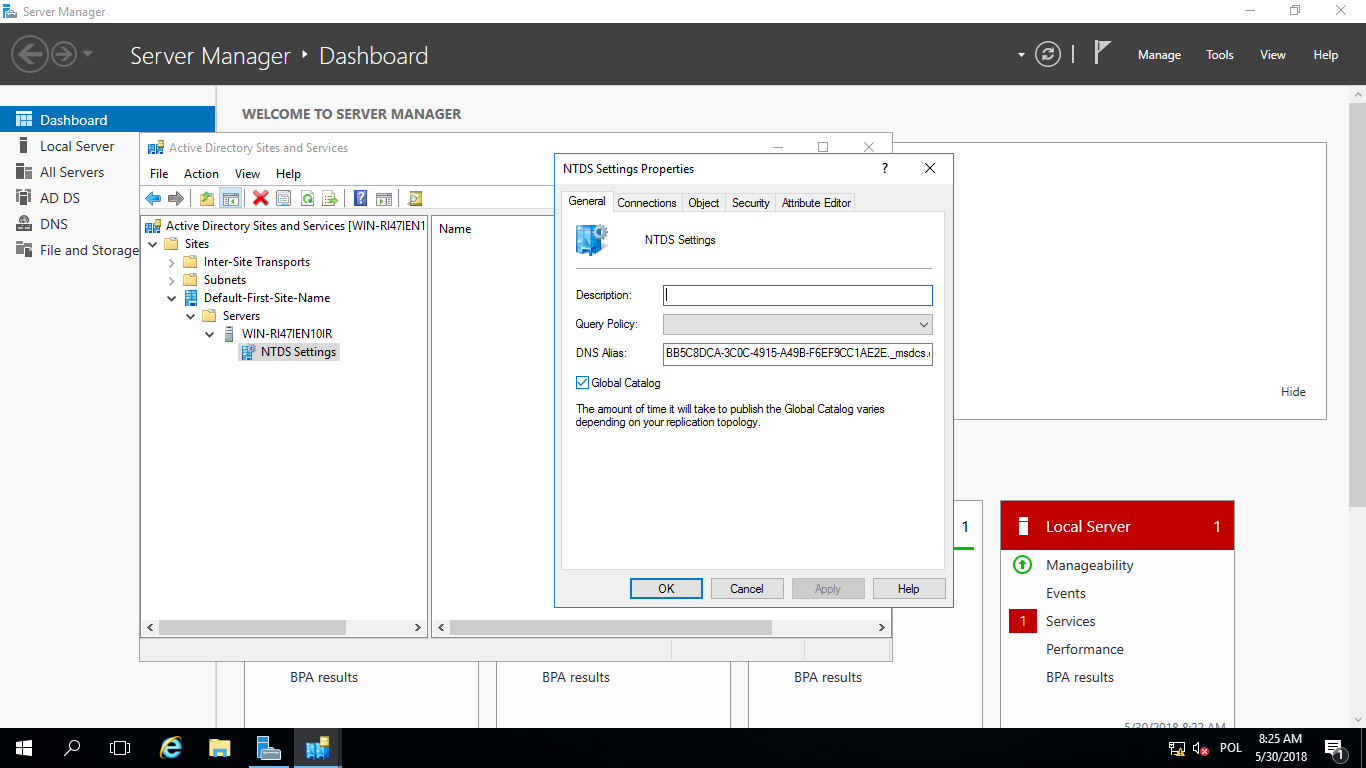 Server Manager
Server Manager Dashboard
Manage Tools View Help
Dashboard
Local Server
All Servers
AD DS
DNS
File and Storage
WELCOME TO SERVER MANAGER
Hide
Active Directory Sites and Services
File Action View Help
Active Directory Sites and Services [WIN-RI47IEN1
Sites
Inter-Site Transports
Subnets
Default-First-Site-Name
Servers
WIN-RI47IEN10IR
NTDS Settings
Name
NTDS Settings Properties
?
General Connections Object Security Attribute Editor
NTDS Settings
Description:
Query Policy:
DNS Alias: BB5C8DCA-3C0C-4915-A49B-F6EF9CC1AE2E._msdcs.
Global Catalog
The amount of time it will take to publish the Global Catalog varies
depending on your replication topology.
OK Cancel Apply Help
1
Local Server 1
Manageability
Events
1 Services
Performance
BPA results
5/30/2018 8:22 AM
BPA results
BPA results
BPA results
POL
8:25 AM
5/30/2018
1